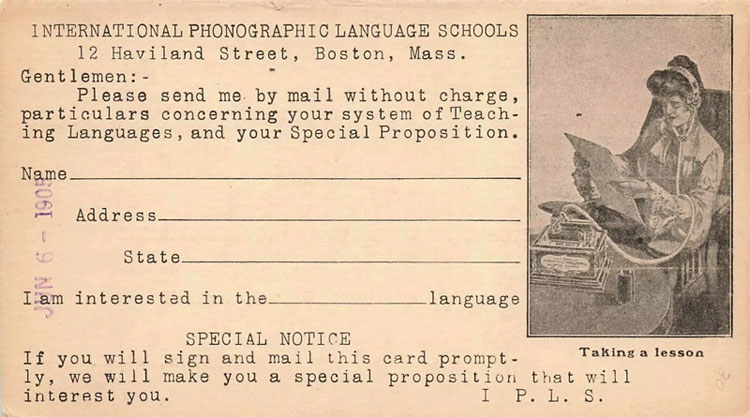 INTERNATIONAL PHONOGRAPHIC LANGUAGE SCHOOLS
12 Haviland Street, Boston, Mass.
Gentlemen:-
Please send me by mail without charge,
particulars concerning your system of Teach-
ing Languages, and your Special Proposition.
Name
Address
State
I am interested in the language
JUN 6 - 1905
Taking a lesson
SPECIAL NOTICE
If you will sign and mail this card prompt-
ly, we will make you a special proposition that will
interest you. I P. L. S.